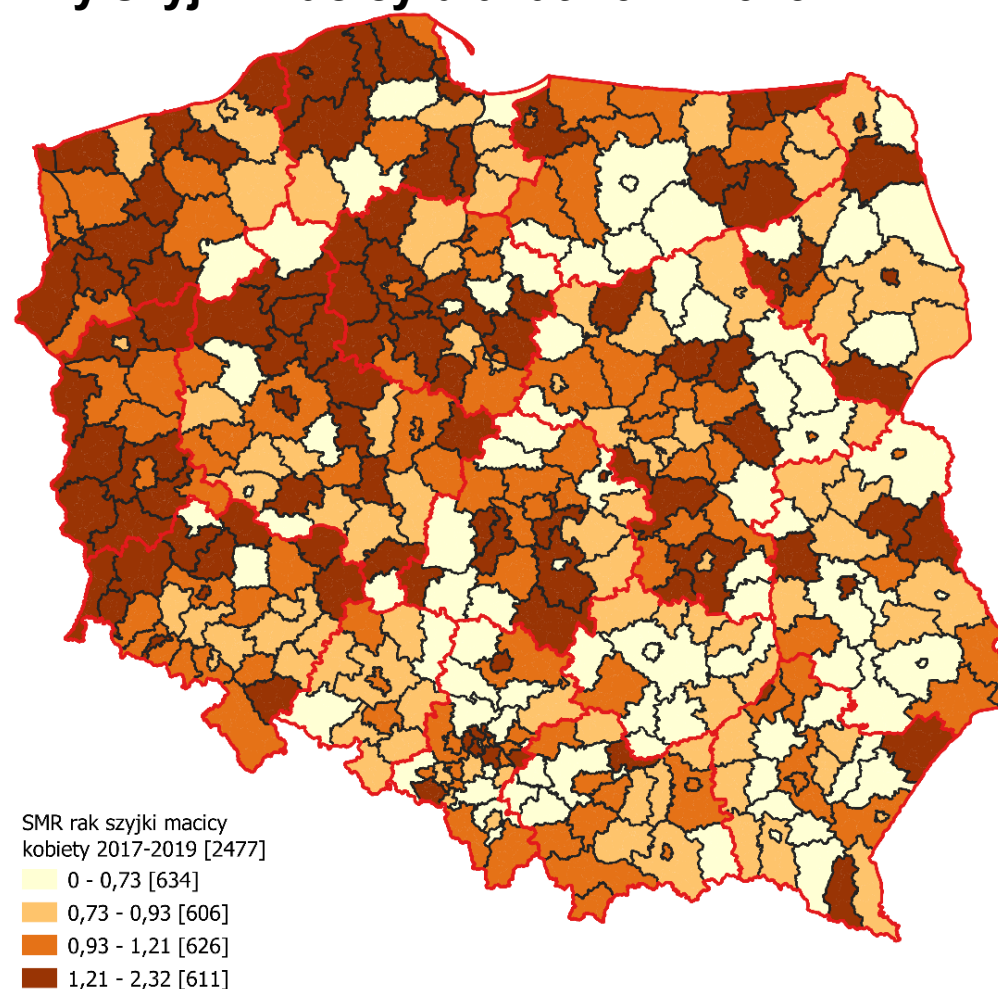 SMR rak szyjki macicy
kobiety 2017-2019 [2477]
0 - 0,73 [634]
0,73 - 0,93 [606]
0,93 - 1,21 [626]
1,21 - 2,32 [611]